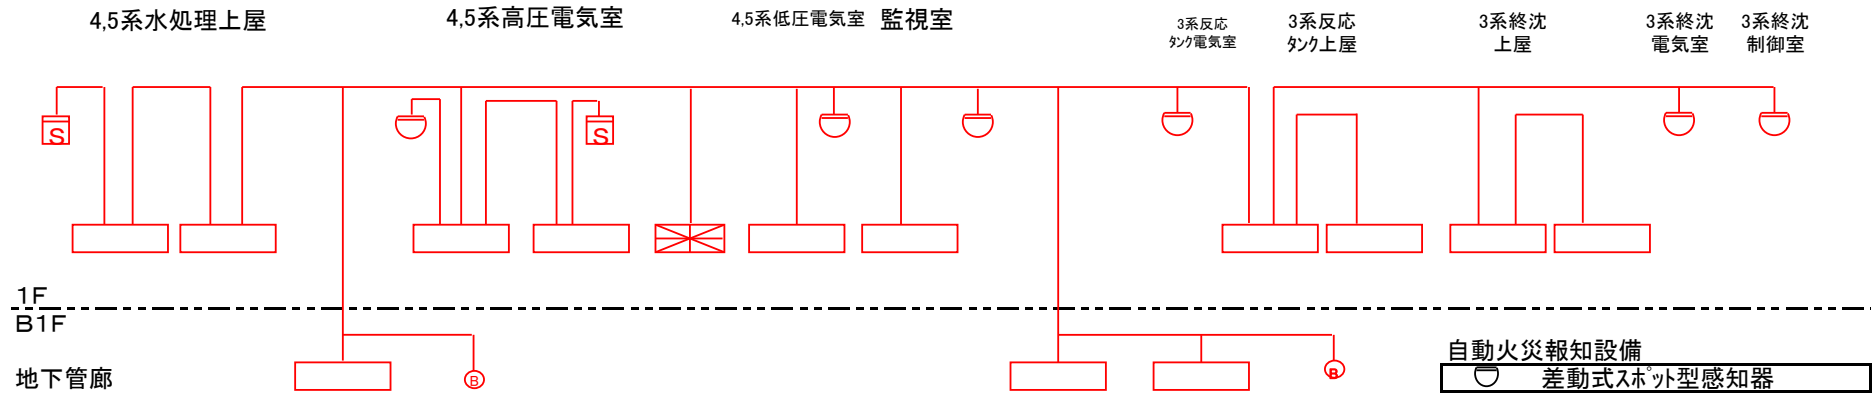 4,5系水処理上屋
4,5系高圧電気室
4,5系低圧電気室
監視室
3系反応
タンク電気室
3系反応
タンク上屋
3系終沈
上屋
3系終沈
電気室
3系終沈
制御室
S
S
1F
B1F
地下管廊
B
B
自動火災報知設備
差動式スポット型感知器